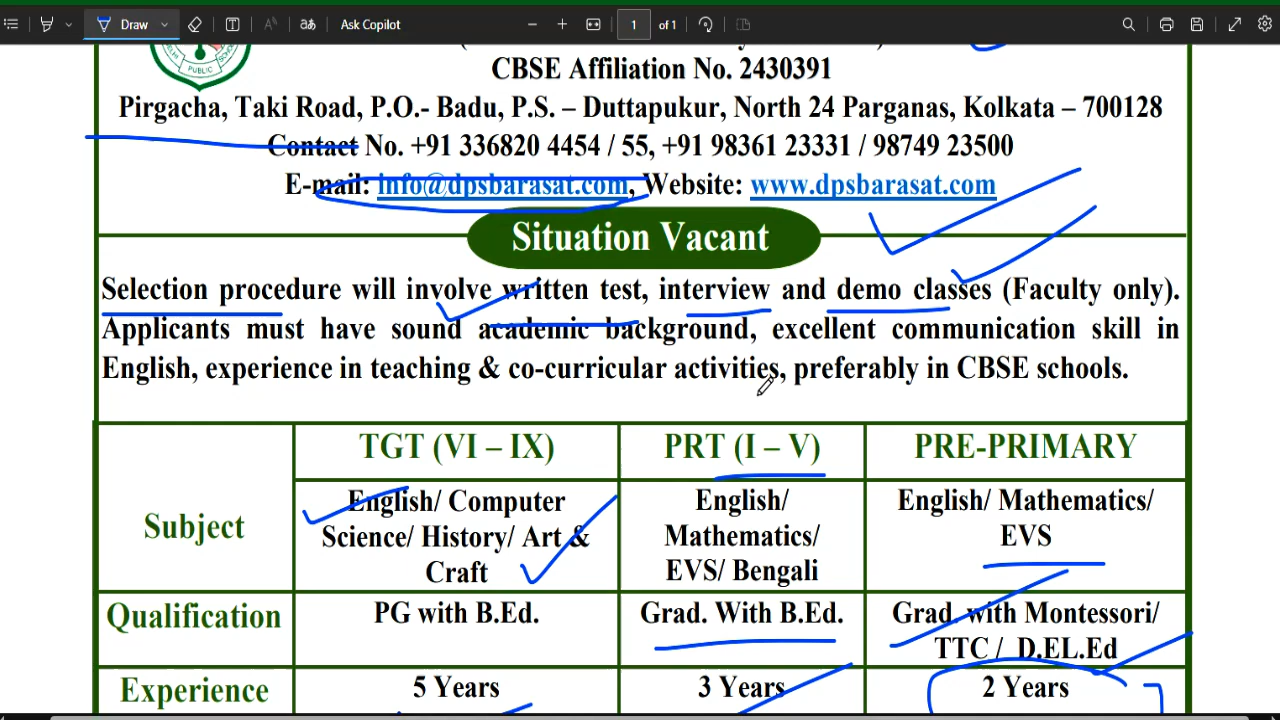 Draw
Ask Copilot
1 of 1
PUBLIC
CBSE Affiliation No. 2430391
Pirgacha, Taki Road, P.O.- Badu, P.S. – Duttapukur, North 24 Parganas, Kolkata – 700128
Contact No. +91 336820 4454 / 55, +91 98361 23331 / 98749 23500
E-mail: info@dpsbarasat.com, Website: www.dpsbarasat.com
Situation Vacant
Selection procedure will involve written test, interview and demo classes (Faculty only).
Applicants must have sound academic background, excellent communication skill in
English, experience in teaching & co-curricular activities, preferably in CBSE schools.
Subject
TGT (VI – IX)
PRT (I – V)
PRE-PRIMARY
English/ Computer
Science/ History/ Art &
Craft
English/
Mathematics/
EVS/ Bengali
English/ Mathematics/
EVS
Qualification
PG with B.Ed.
Grad. With B.Ed.
Grad. with Montessori/
TTC / D.EL.Ed
Experience
5 Years
3 Years
2 Years